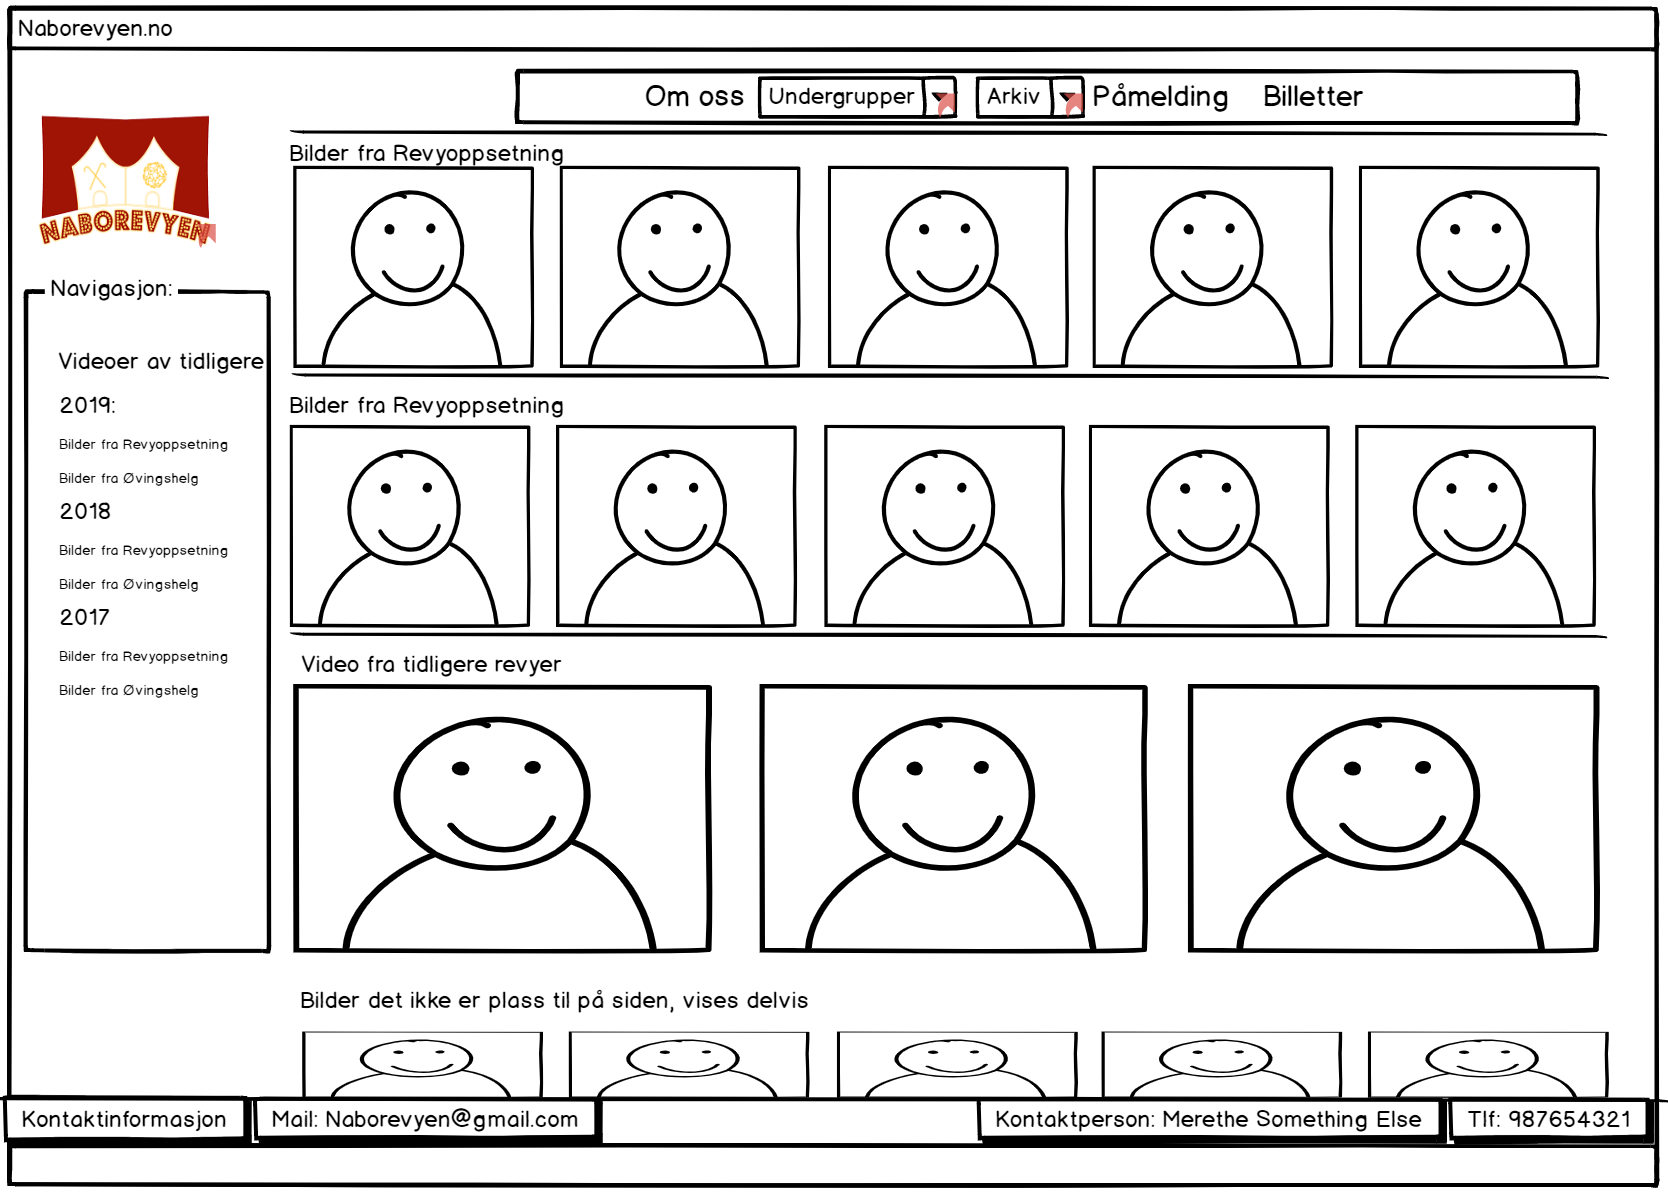 Naborevyen.no
Om oss Undergrupper Arkiv Påmelding Billetter
NABOREVYEN
Navigasjon:
Videoer av tidligere
2019:
Bilder fra Revyoppsetning
Bilder fra Øvingshelg
2018
Bilder fra Revyoppsetning
Bilder fra Øvingshelg
2017
Bilder fra Revyoppsetning
Bilder fra Øvingshelg
Bilder fra Revyoppsetning
Bilder fra Revyoppsetning
Video fra tidligere revyer
Bilder det ikke er plass til på siden, vises delvis
Kontaktinformasjon Mail: Naborevyen@gmail.com Kontaktperson: Merethe Something Else Tlf: 987654321